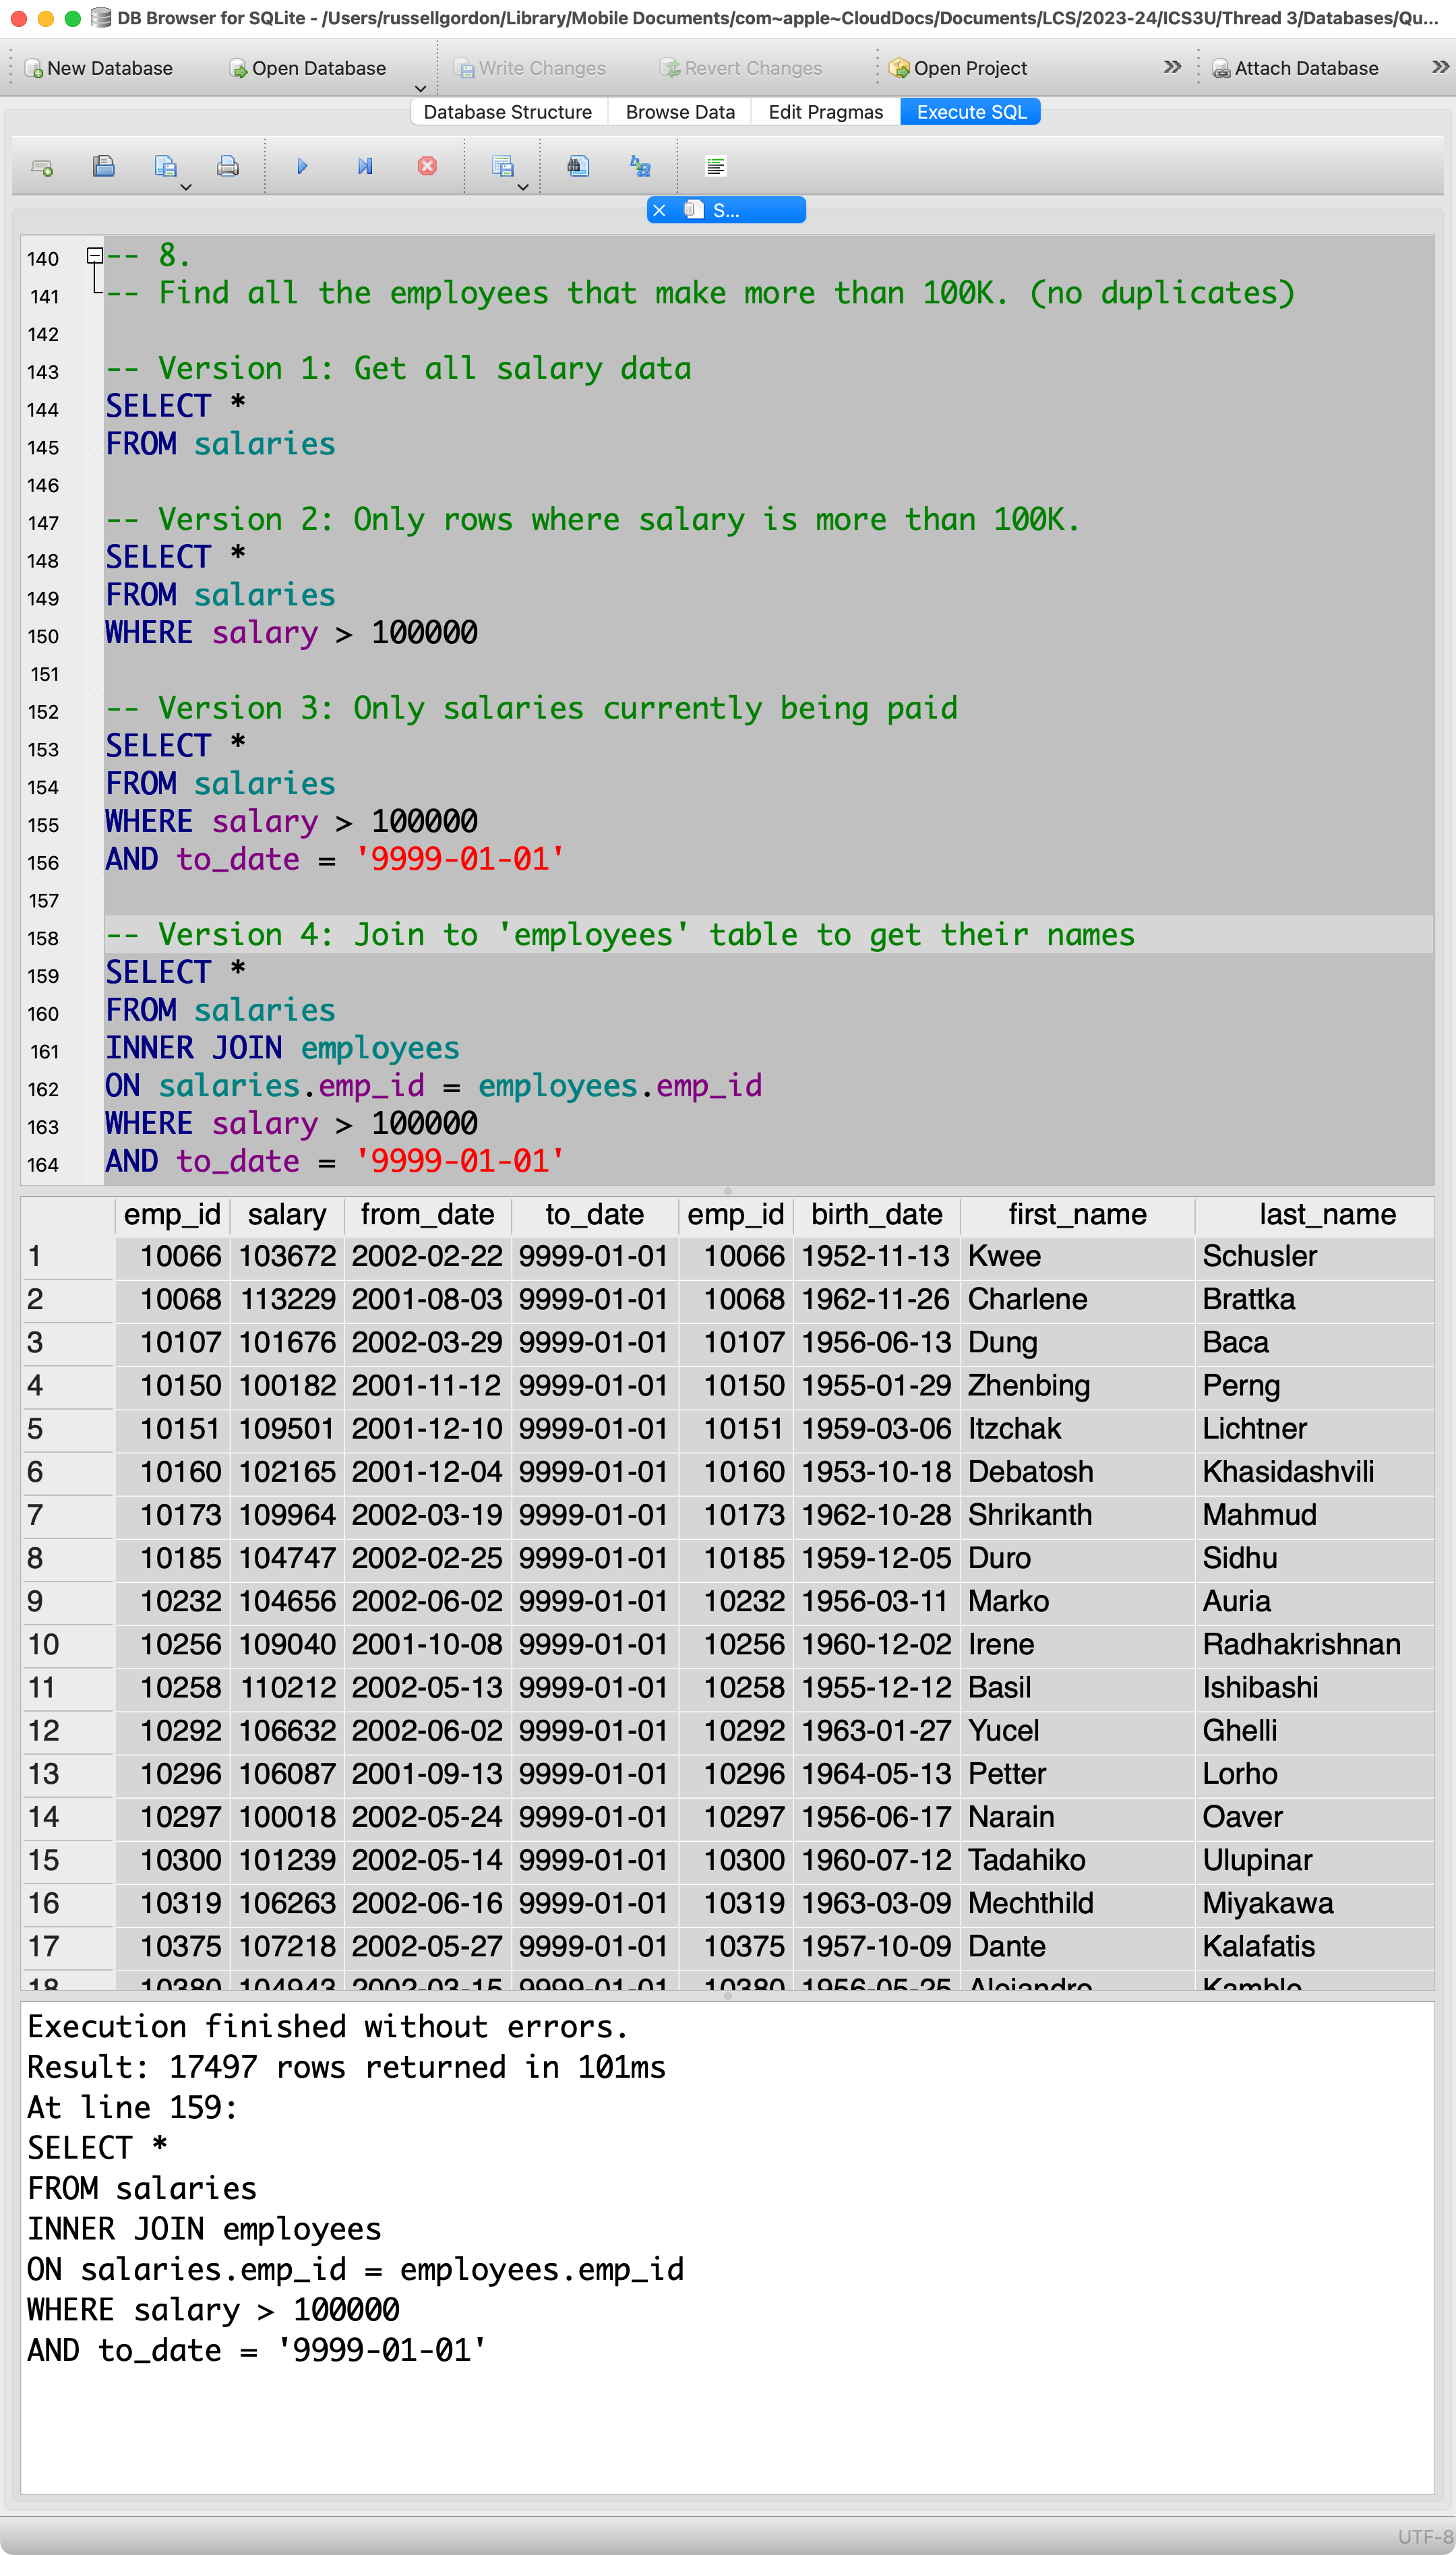 DB Browser for SQLite - /Users/russellgordon/Library/Mobile Documents/com~apple~CloudDocs/Documents/LCS/2023-24/ICS3U/Thread 3/Databases/Qu...
New Database Open Database Write Changes Revert Changes Open Project » Attach Database »
Database Structure Browse Data Edit Pragmas Execute SQL
S...
140 -- 8.
141 -- Find all the employees that make more than 100K. (no duplicates)
142
143 -- Version 1: Get all salary data
144 SELECT *
145 FROM salaries
146
147 -- Version 2: Only rows where salary is more than 100K.
148 SELECT *
149 FROM salaries
150 WHERE salary > 100000
151
152 -- Version 3: Only salaries currently being paid
153 SELECT *
154 FROM salaries
155 WHERE salary > 100000
156 AND to_date = '9999-01-01'
157
158 -- Version 4: Join to 'employees' table to get their names
159 SELECT *
160 FROM salaries
161 INNER JOIN employees
162 ON salaries.emp_id = employees.emp_id
163 WHERE salary > 100000
164 AND to_date = '9999-01-01'
emp_id salary from_date to_date emp_id birth_date first_name last_name
1 10066 103672 2002-02-22 9999-01-01 10066 1952-11-13 Kwee Schusler
2 10068 113229 2001-08-03 9999-01-01 10068 1962-11-26 Charlene Brattka
3 10107 101676 2002-03-29 9999-01-01 10107 1956-06-13 Dung Baca
4 10150 100182 2001-11-12 9999-01-01 10150 1955-01-29 Zhenbing Perng
5 10151 109501 2001-12-10 9999-01-01 10151 1959-03-06 Itzchak Lichtner
6 10160 102165 2001-12-04 9999-01-01 10160 1953-10-18 Debatosh Khasidashvili
7 10173 109964 2002-03-19 9999-01-01 10173 1962-10-28 Shrikanth Mahmud
8 10185 104747 2002-02-25 9999-01-01 10185 1959-12-05 Duro Sidhu
9 10232 104656 2002-06-02 9999-01-01 10232 1956-03-11 Marko Auria
10 10256 109040 2001-10-08 9999-01-01 10256 1960-12-02 Irene Radhakrishnan
11 10258 110212 2002-05-13 9999-01-01 10258 1955-12-12 Basil Ishibashi
12 10292 106632 2002-06-02 9999-01-01 10292 1963-01-27 Yucel Ghelli
13 10296 106087 2001-09-13 9999-01-01 10296 1964-05-13 Petter Lorho
14 10297 100018 2002-05-24 9999-01-01 10297 1956-06-17 Narain Oaver
15 10300 101239 2002-05-14 9999-01-01 10300 1960-07-12 Tadahiko Ulupinar
16 10319 106263 2002-06-16 9999-01-01 10319 1963-03-09 Mechthild Miyakawa
17 10375 107218 2002-05-27 9999-01-01 10375 1957-10-09 Dante Kalafatis
18 10380 104943 2002-03-15 9999-01-01 10380 1956-05-25 Alejandro Kamble
Execution finished without errors.
Result: 17497 rows returned in 101ms
At line 159:
SELECT *
FROM salaries
INNER JOIN employees
ON salaries.emp_id = employees.emp_id
WHERE salary > 100000
AND to_date = '9999-01-01'
UTF-8